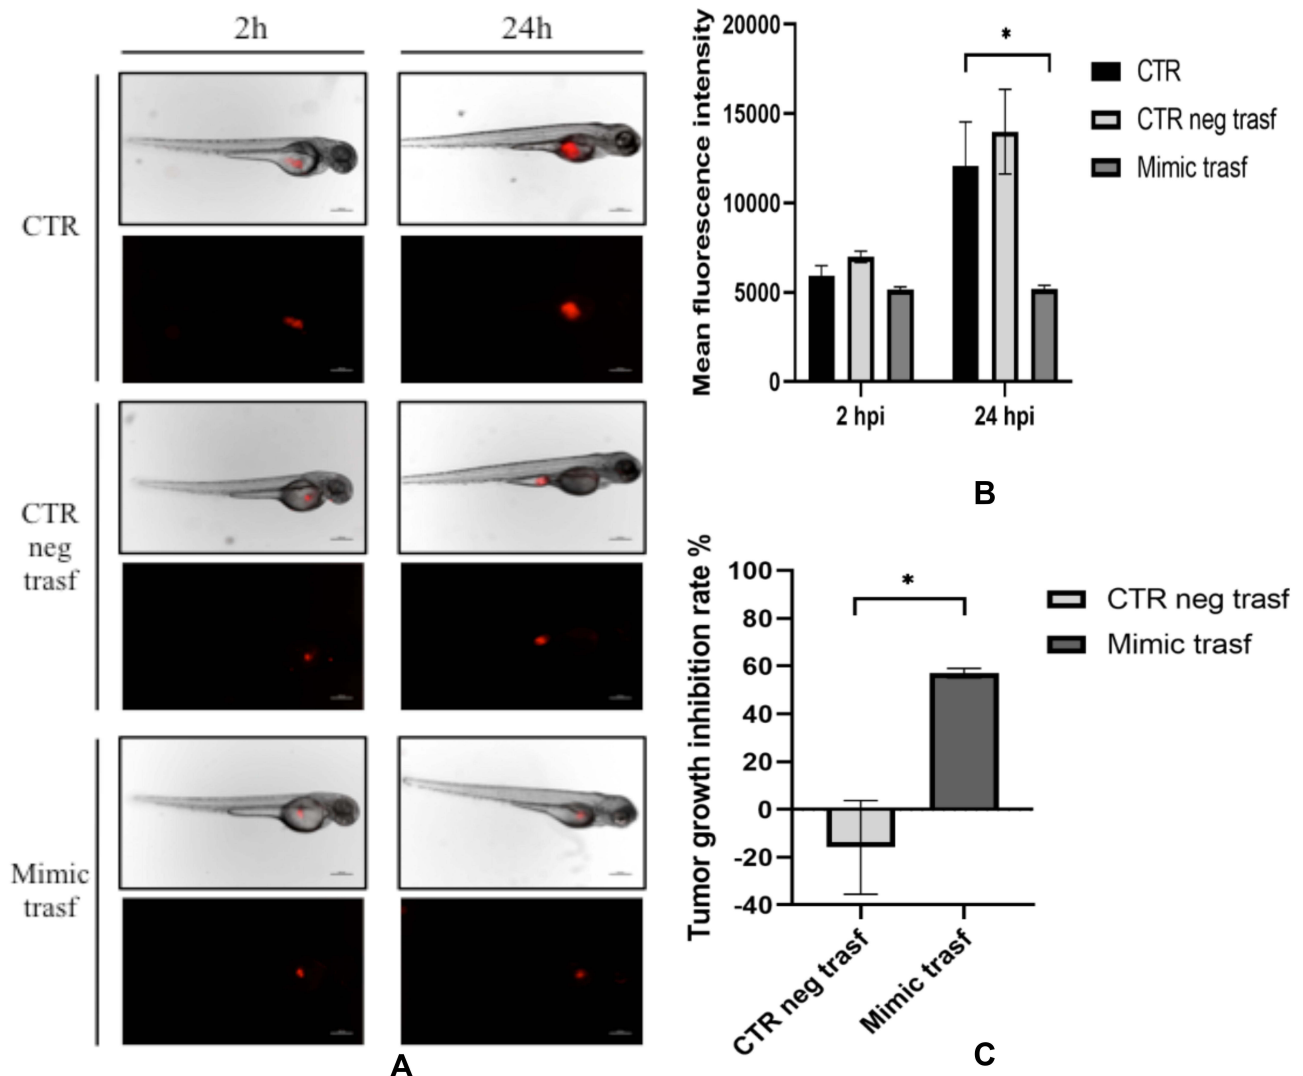 2h
24h
CTR
CTR
neg
trasf
Mimic
trasf
A
Mean fluorescence intensity
20000
15000
10000
5000
0
*
2 hpi
24 hpi
CTR
CTR neg trasf
Mimic trasf
B
Tumor growth inhibition rate %
100
80
60
40
20
0
-20
-40
*
CTR neg trasf
Mimic trasf
CTR neg trasf
Mimic trasf
C